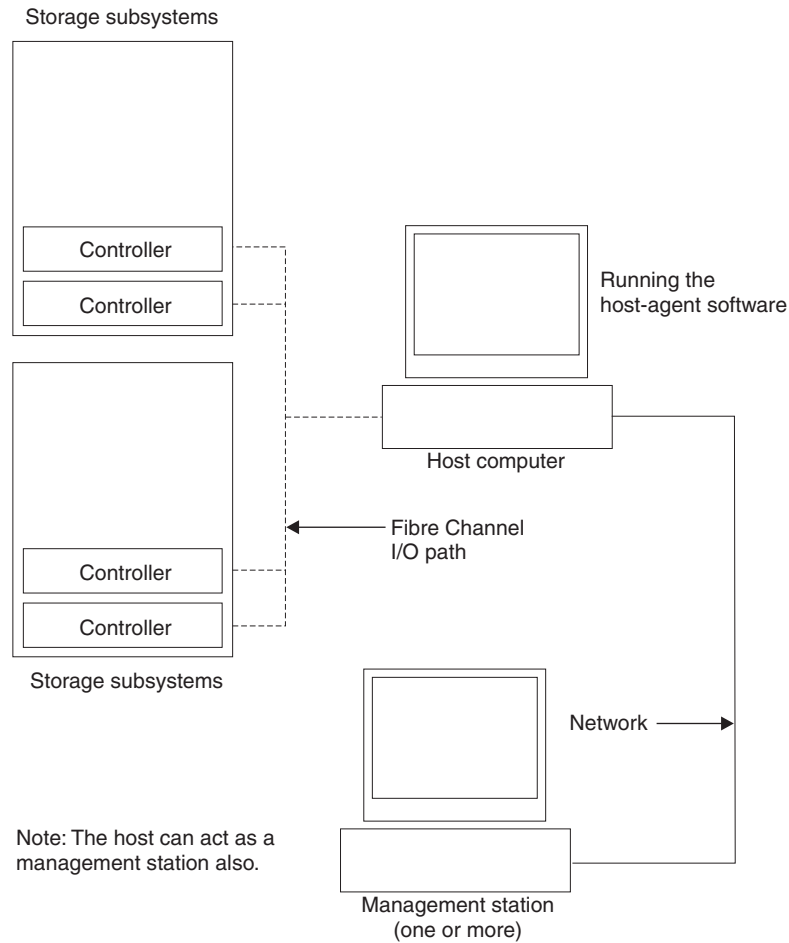 Storage subsystems
Controller
Controller
Running the
host-agent software
Host computer
Fibre Channel
I/O path
Controller
Controller
Storage subsystems
Network
Note: The host can act as a
management station also.
Management station
(one or more)